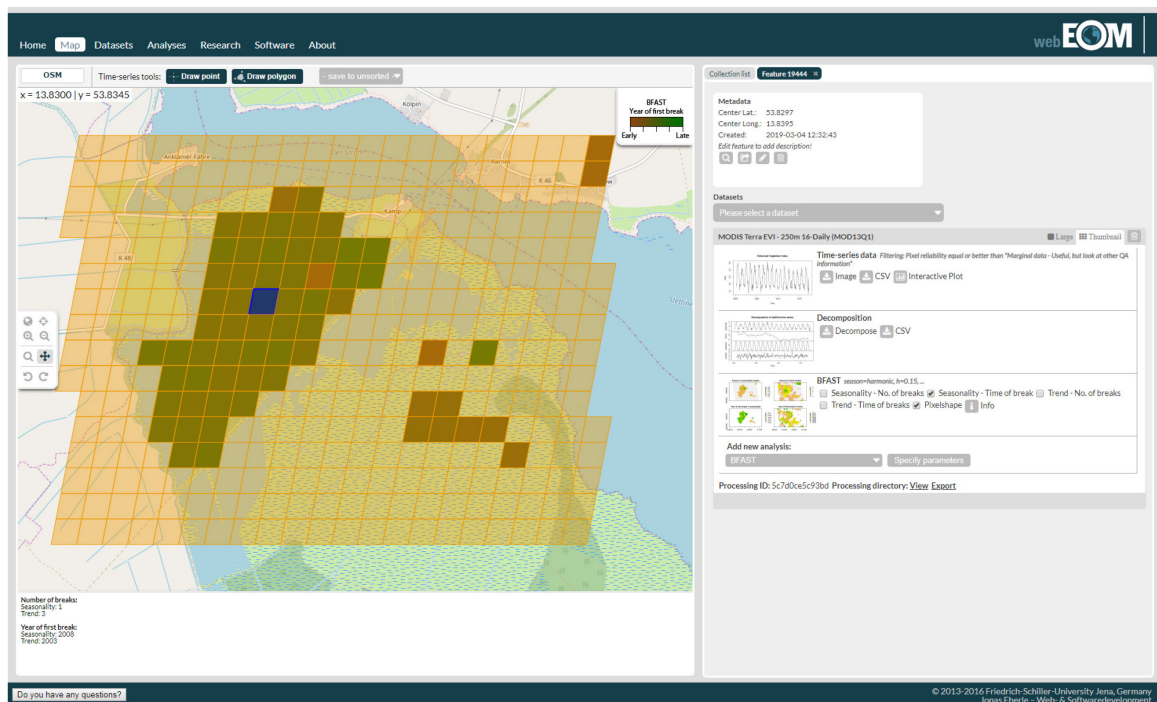 web EOM
Home Map Datasets Analyses Research Software About
OSM Time-series tools: Draw point Draw polygon - save to unsorted -
x = 13.8300 | y = 53.8345
BFAST
Year of first break
Early Late
Kolpin
Anklamer Fähre
Der Strom
Karnin
K 46
Kamp
K 48
Number of breaks:
Seasonality: 1
Trend: 3
Year of first break:
Seasonality: 2008
Trend: 2003
Collection list Feature 19444 ×
Metadata
Center Lat.: 53.8297
Center Long.: 13.8395
Created: 2019-03-04 12:32:43
Edit feature to add description!
Datasets
Please select a dataset
MODIS Terra EVI - 250m 16-Daily (MOD13Q1) Large Thumbnail
Time-series data Filtering: Pixel reliability equal or better than "Marginal data - Useful, but look at other QA
information"
Image CSV Interactive Plot
Decomposition
Decompose CSV
BFAST season=harmonic, h=0.15, ...
Seasonality - No. of breaks Seasonality - Time of break Trend - No. of breaks
Trend - Time of breaks Pixelshape i Info
Add new analysis:
BFAST Specify parameters
Processing ID: 5c7d0ce5c93bd Processing directory: View Export
Do you have any questions?
© 2013-2016 Friedrich-Schiller-University Jena, Germany
Jonas Eberle – Web- & Softwaredevelopment